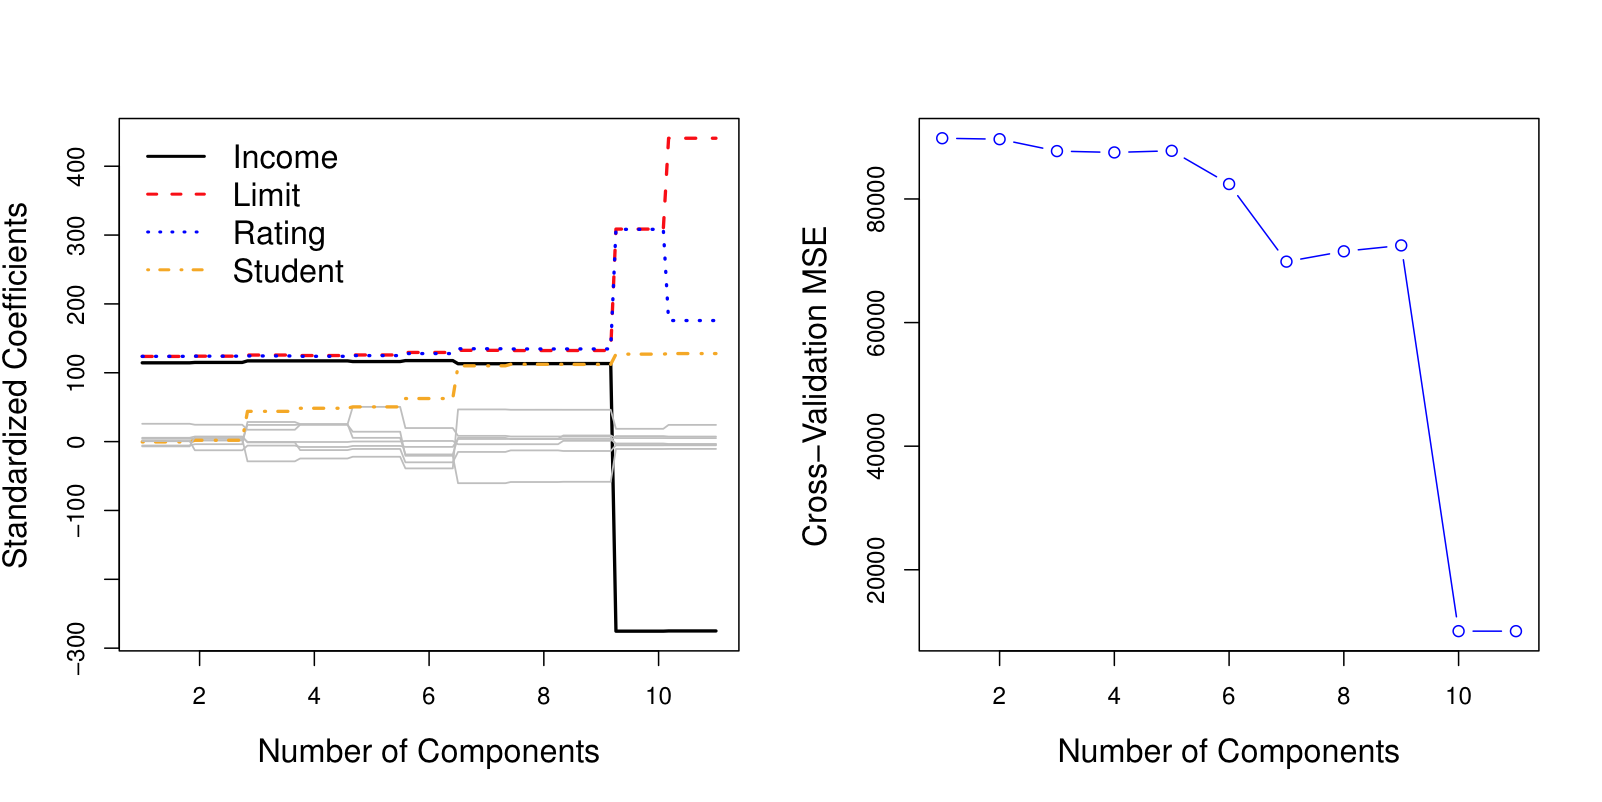 Standardized Coefficients
400
300
200
100
0
−100
−300
Income
Limit
Rating
Student
2 4 6 8 10
Number of Components
Cross−Validation MSE
80000
60000
40000
20000
2 4 6 8 10
Number of Components